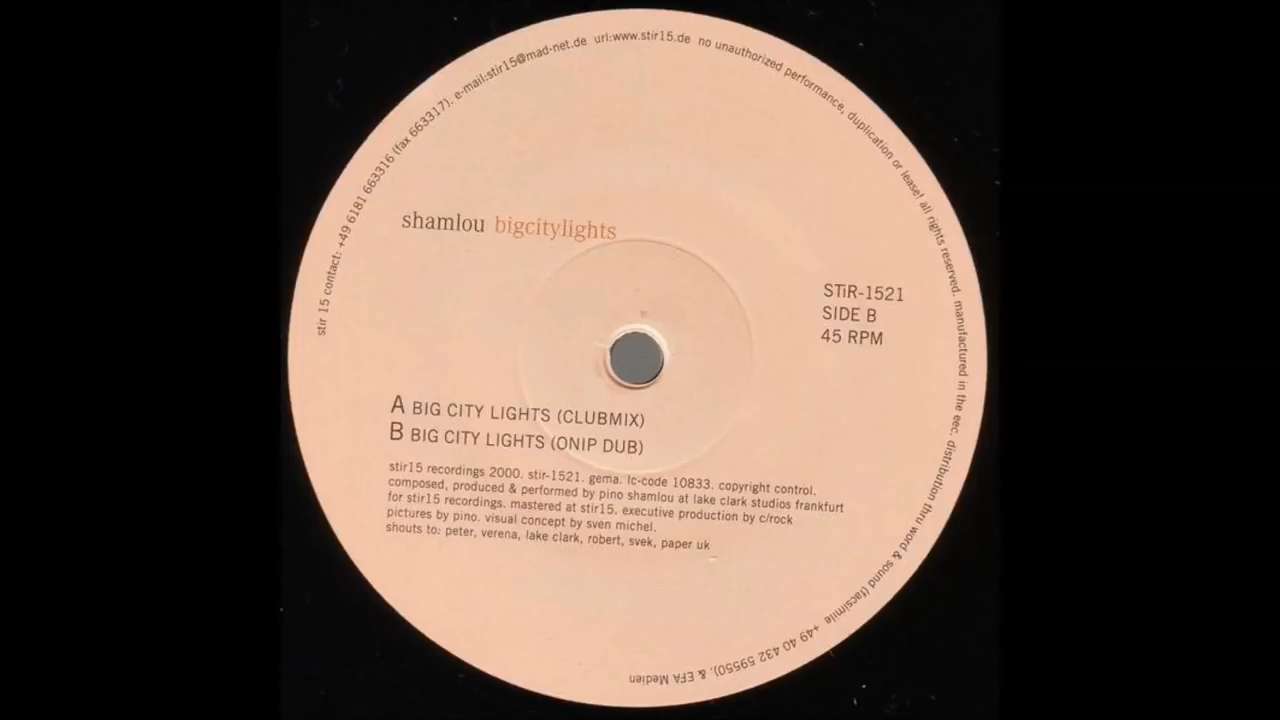 stir 15 contact: +49 6181 663316 (fax 663317). e-mail:stir15@mad-net.de url:www.stir15.de no unauthorized performance, duplication or lease! all rights reserved. manufactured in the eec. distribution thru word & sound (facsimile +49 40 432 59550). & EFA Medien
shamlou bigcitylights
STiR-1521
SIDE B
45 RPM
A BIG CITY LIGHTS (CLUBMIX)
B BIG CITY LIGHTS (ONIP DUB)
stir15 recordings 2000. stir-1521. gema. lc-code 10833. copyright control.
composed, produced & performed by pino shamlou at lake clark studios frankfurt
for stir15 recordings. mastered at stir15. executive production by c/rock
pictures by pino. visual concept by sven michel.
shouts to: peter, verena, lake clark, robert, svek, paper uk